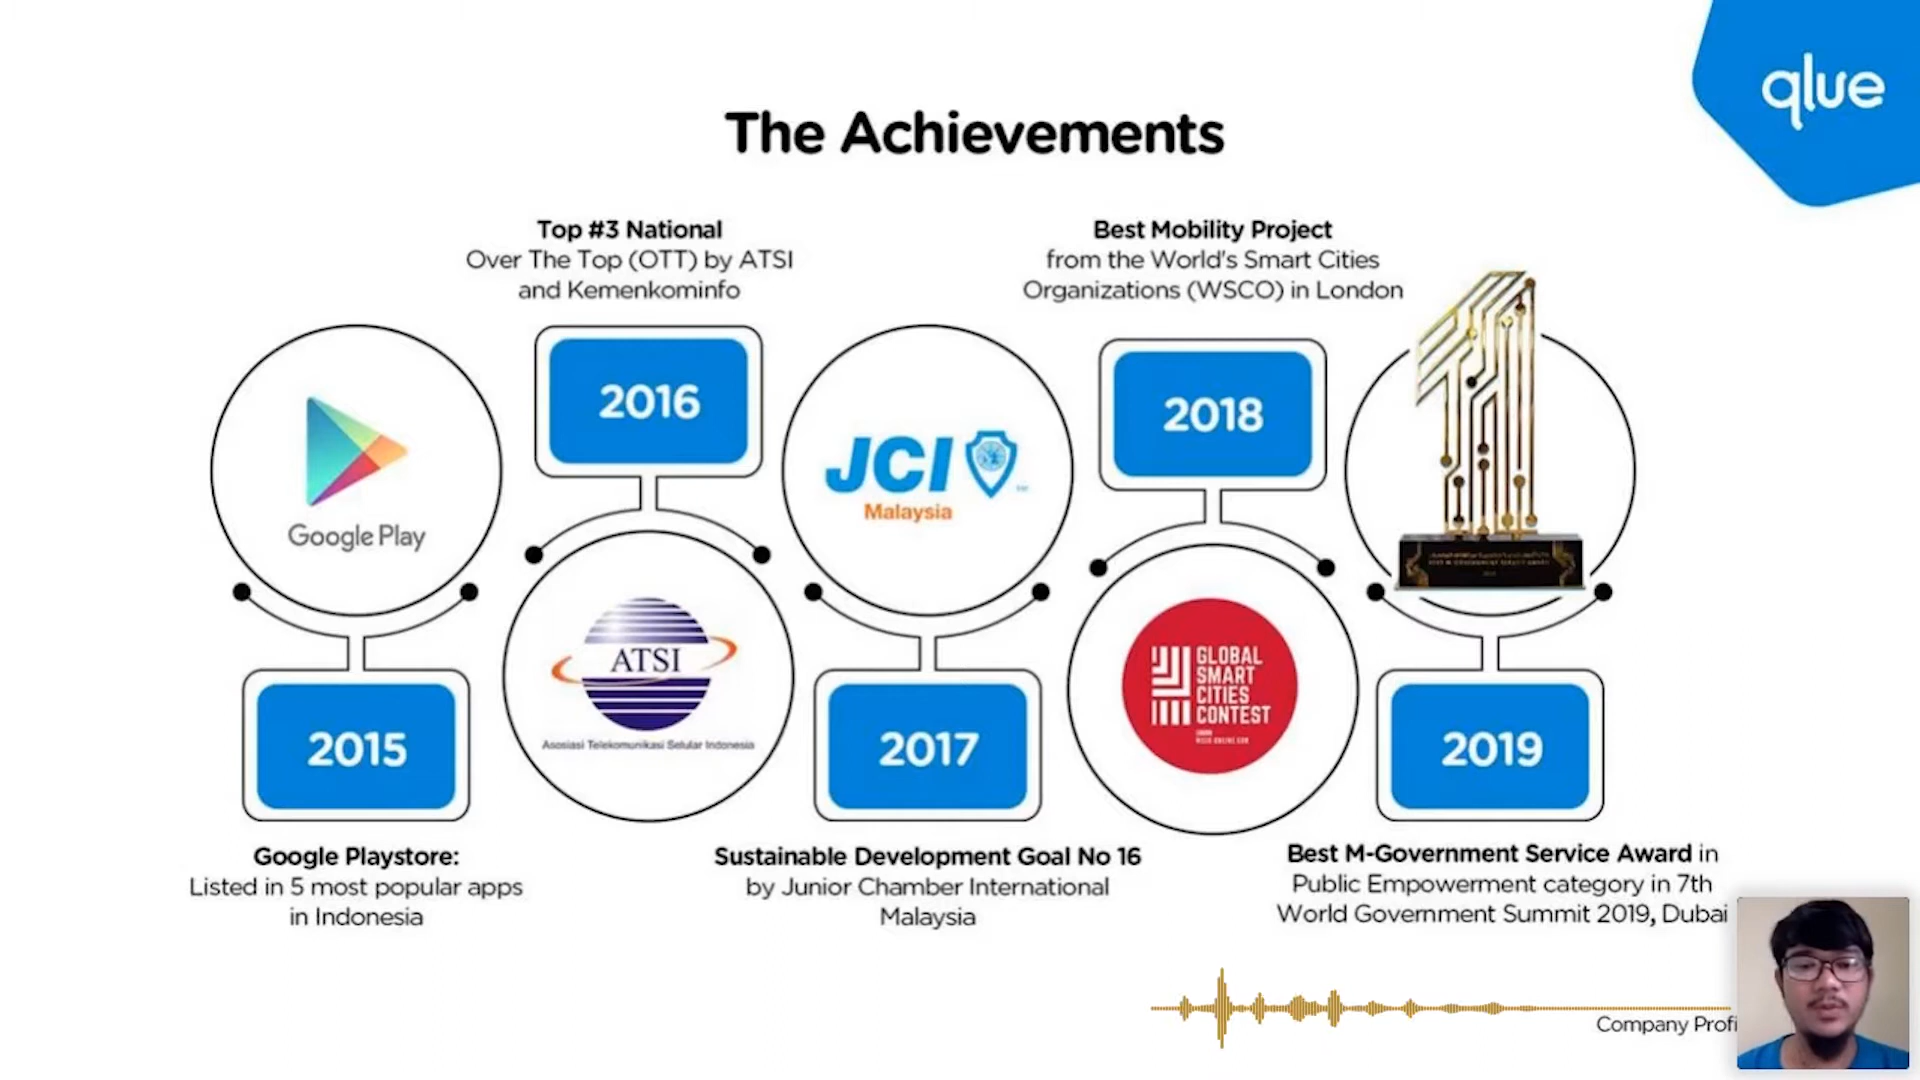 qlue
The Achievements
Top #3 National
Over The Top (OTT) by ATSI
and Kemenkominfo
Best Mobility Project
from the World's Smart Cities
Organizations (WSCO) in London
2016
2018
JCI
Malaysia
Google Play
ATSI
Asosiasi Telekomunikasi Selular Indonesia
GLOBAL
SMART
CITIES
CONTEST
2015
2017
2019
Google Playstore:
Listed in 5 most popular apps
in Indonesia
Sustainable Development Goal No 16
by Junior Chamber International
Malaysia
Best M-Government Service Award in
Public Empowerment category in 7th
World Government Summit 2019, Dubai
Company Profi